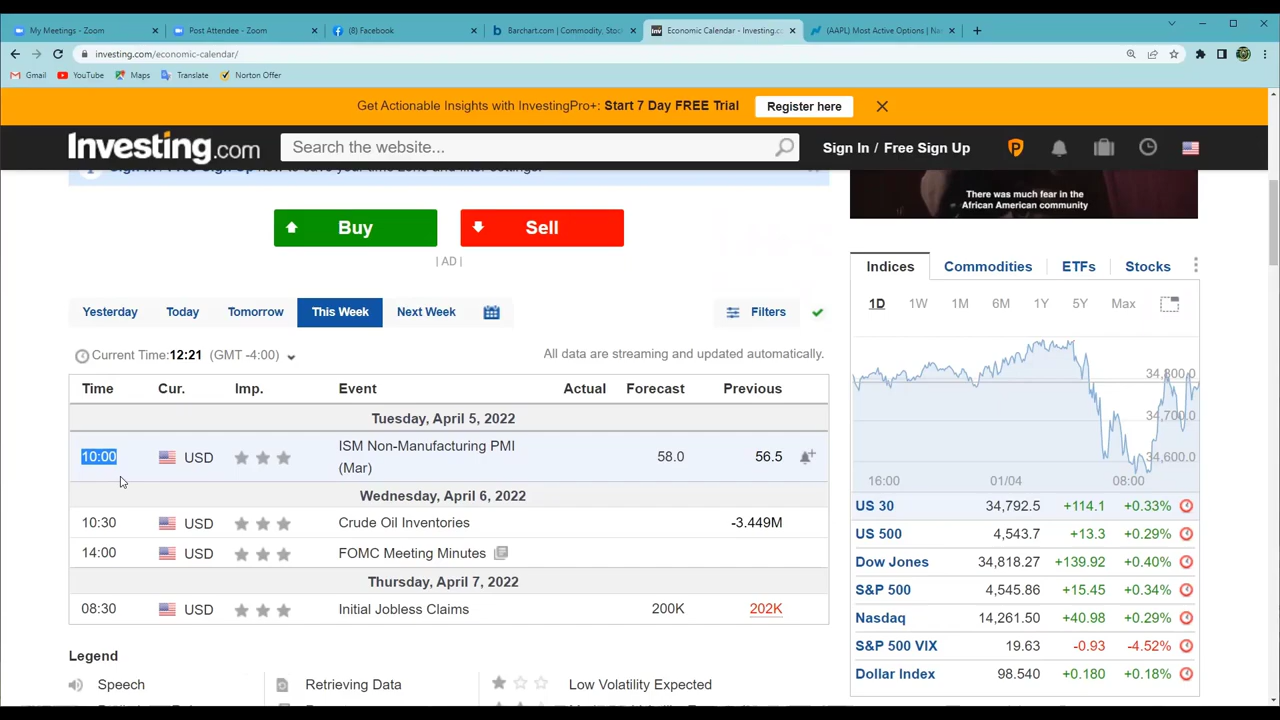 My Meetings - Zoom
Post Attendee - Zoom
(8) Facebook
Barchart.com | Commodity, Stoc
Economic Calendar - Investing.co
(AAPL) Most Active Options | Na
investing.com/economic-calendar/
Gmail
YouTube
Maps
Translate
Norton Offer
Get Actionable Insights with InvestingPro+: Start 7 Day FREE Trial
Register here
Investing.com
Search the website...
Sign In / Free Sign Up
There was much fear in the
African American community
Buy
Sell
| AD |
Yesterday
Today
Tomorrow
This Week
Next Week
Filters
Current Time:12:21 (GMT -4:00)
All data are streaming and updated automatically.
Time Cur. Imp. Event Actual Forecast Previous
Tuesday, April 5, 2022
10:00 USD ISM Non-Manufacturing PMI 58.0 56.5
(Mar)
Wednesday, April 6, 2022
10:30 USD Crude Oil Inventories -3.449M
14:00 USD FOMC Meeting Minutes
Thursday, April 7, 2022
08:30 USD Initial Jobless Claims 200K 202K
Legend
Speech
Retrieving Data
Low Volatility Expected
Indices Commodities ETFs Stocks
1D 1W 1M 6M 1Y 5Y Max
34,800.0
34,700.0
34,600.0
16:00 01/04 08:00
US 30 34,792.5 +114.1 +0.33%
US 500 4,543.7 +13.3 +0.29%
Dow Jones 34,818.27 +139.92 +0.40%
S&P 500 4,545.86 +15.45 +0.34%
Nasdaq 14,261.50 +40.98 +0.29%
S&P 500 VIX 19.63 -0.93 -4.52%
Dollar Index 98.540 +0.180 +0.18%